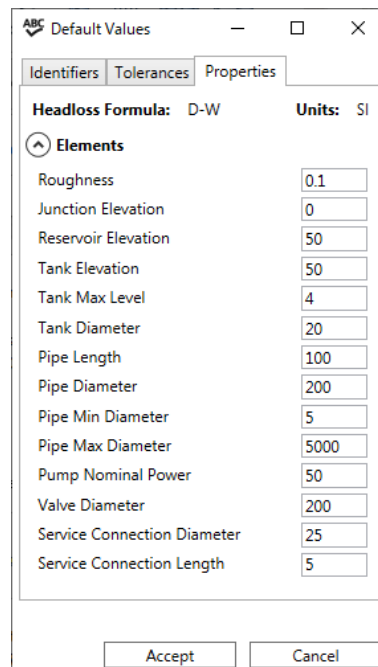 ABC Default Values
Identifiers Tolerances Properties
Headloss Formula: D-W Units: SI
Elements
Roughness 0.1
Junction Elevation 0
Reservoir Elevation 50
Tank Elevation 50
Tank Max Level 4
Tank Diameter 20
Pipe Length 100
Pipe Diameter 200
Pipe Min Diameter 5
Pipe Max Diameter 5000
Pump Nominal Power 50
Valve Diameter 200
Service Connection Diameter 25
Service Connection Length 5
Accept Cancel